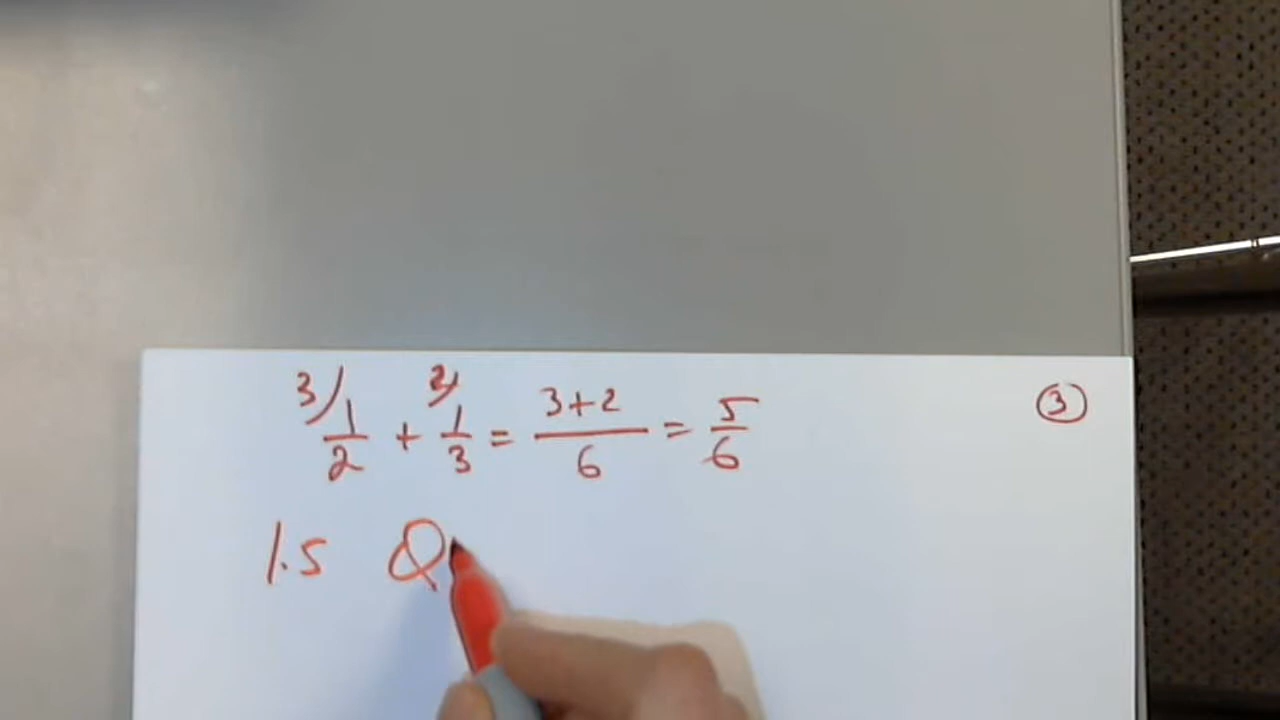 3/ 1/2 + 2/ 1/3 = 3+2/6 = 5/6 ③
1.5 Q